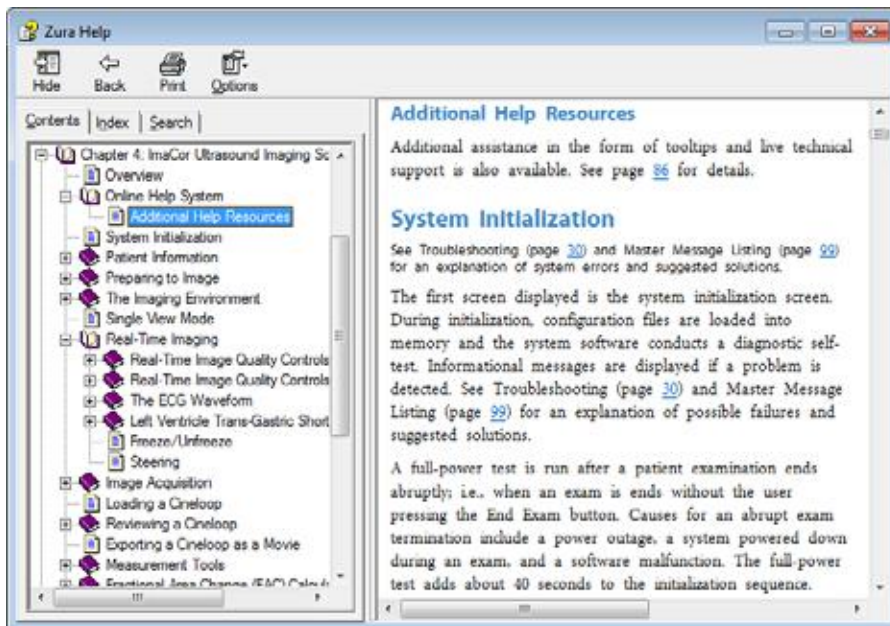 Zura Help
Hide Back Print Options
Contents Index Search
Chapter 4: ImaCor Ultrasound Imaging Sc
Overview
Online Help System
Additional Help Resources
System Initialization
Patient Information
Preparing to Image
The Imaging Environment
Single View Mode
Real-Time Imaging
Real-Time Image Quality Controls
Real-Time Image Quality Controls
The ECG Waveform
Left Ventricle Trans-Gastric Short
Freeze/Unfreeze
Steering
Image Acquisition
Loading a Cineloop
Reviewing a Cineloop
Exporting a Cineloop as a Movie
Measurement Tools
Fractional Area Change (FAC) Calcul
Additional Help Resources
Additional assistance in the form of tooltips and live technical
support is also available. See page 86 for details.
System Initialization
See Troubleshooting (page 30) and Master Message Listing (page 99)
for an explanation of system errors and suggested solutions.
The first screen displayed is the system initialization screen.
During initialization, configuration files are loaded into
memory and the system software conducts a diagnostic self-
test. Informational messages are displayed if a problem is
detected. See Troubleshooting (page 30) and Master Message
Listing (page 99) for an explanation of possible failures and
suggested solutions.
A full-power test is run after a patient examination ends
abruptly; i.e., when an exam is ends without the user
pressing the End Exam button. Causes for an abrupt exam
termination include a power outage, a system powered down
during an exam, and a software malfunction. The full-power
test adds about 40 seconds to the initialization sequence.